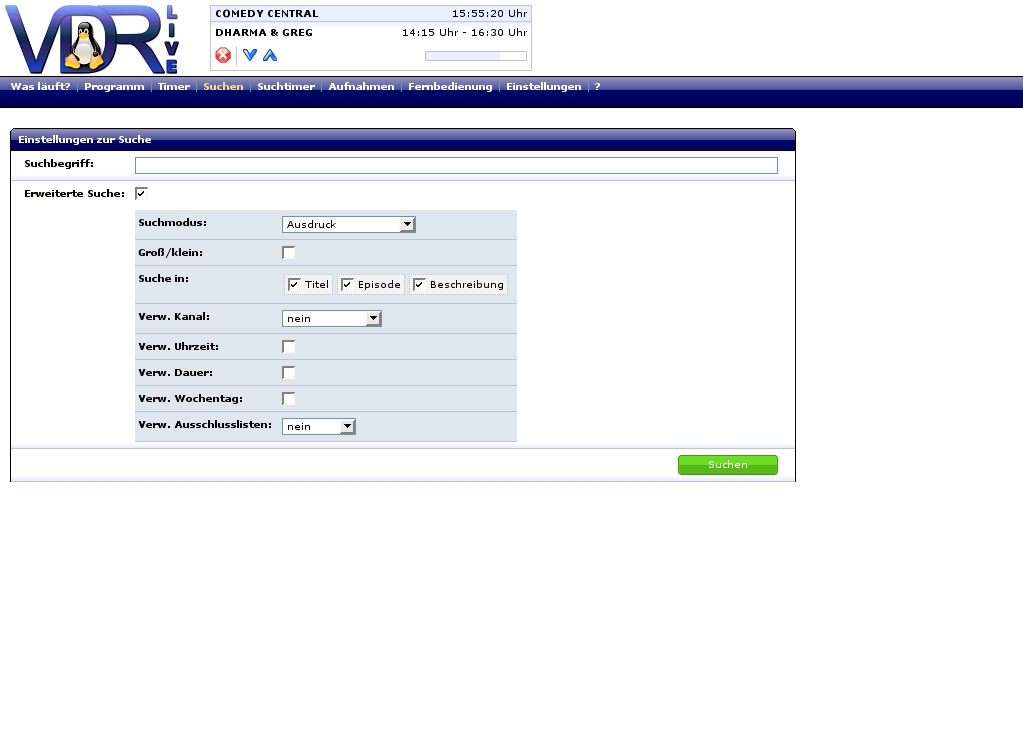 VDR LIVE
COMEDY CENTRAL 15:55:20 Uhr
DHARMA & GREG 14:15 Uhr - 16:30 Uhr
Was läuft? | Programm | Timer | Suchen | Suchtimer | Aufnahmen | Fernbedienung | Einstellungen | ?
Einstellungen zur Suche
Suchbegriff:
Erweiterte Suche:
Suchmodus: Ausdruck
Groß/klein:
Suche in: Titel Episode Beschreibung
Verw. Kanal: nein
Verw. Uhrzeit:
Verw. Dauer:
Verw. Wochentag:
Verw. Ausschlusslisten: nein
Suchen